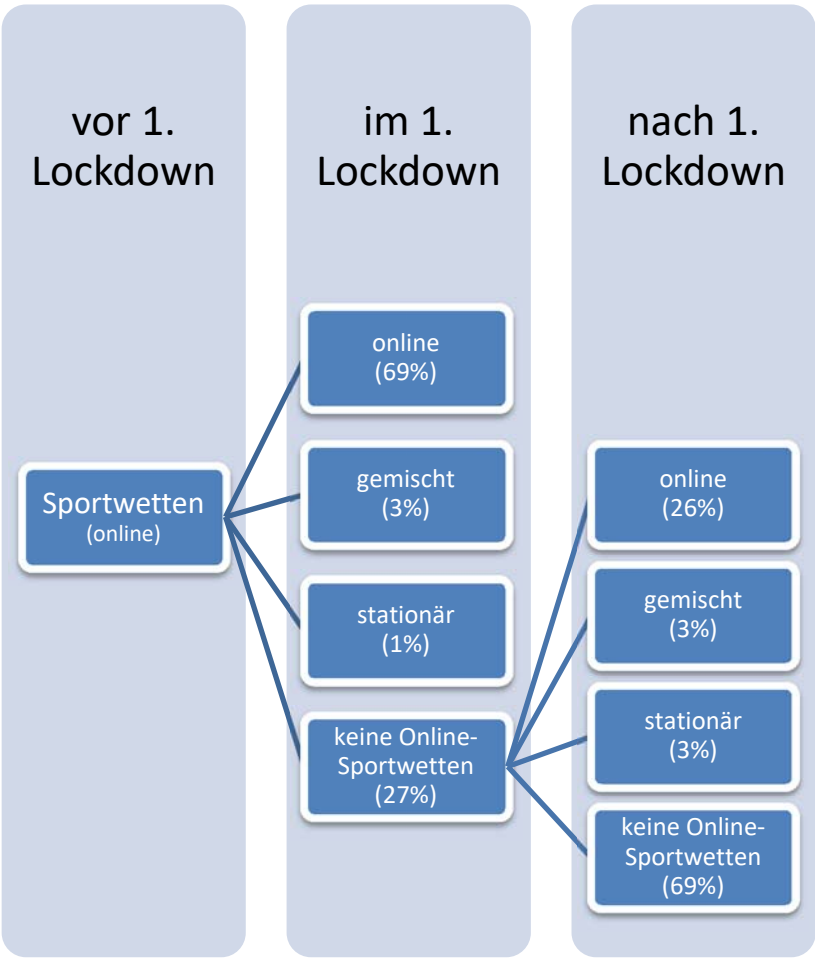 vor 1.
Lockdown
Sportwetten
(online)
im 1.
Lockdown
online
(69%)
gemischt
(3%)
stationär
(1%)
keine Online-
Sportwetten
(27%)
nach 1.
Lockdown
online
(26%)
gemischt
(3%)
stationär
(3%)
keine Online-
Sportwetten
(69%)